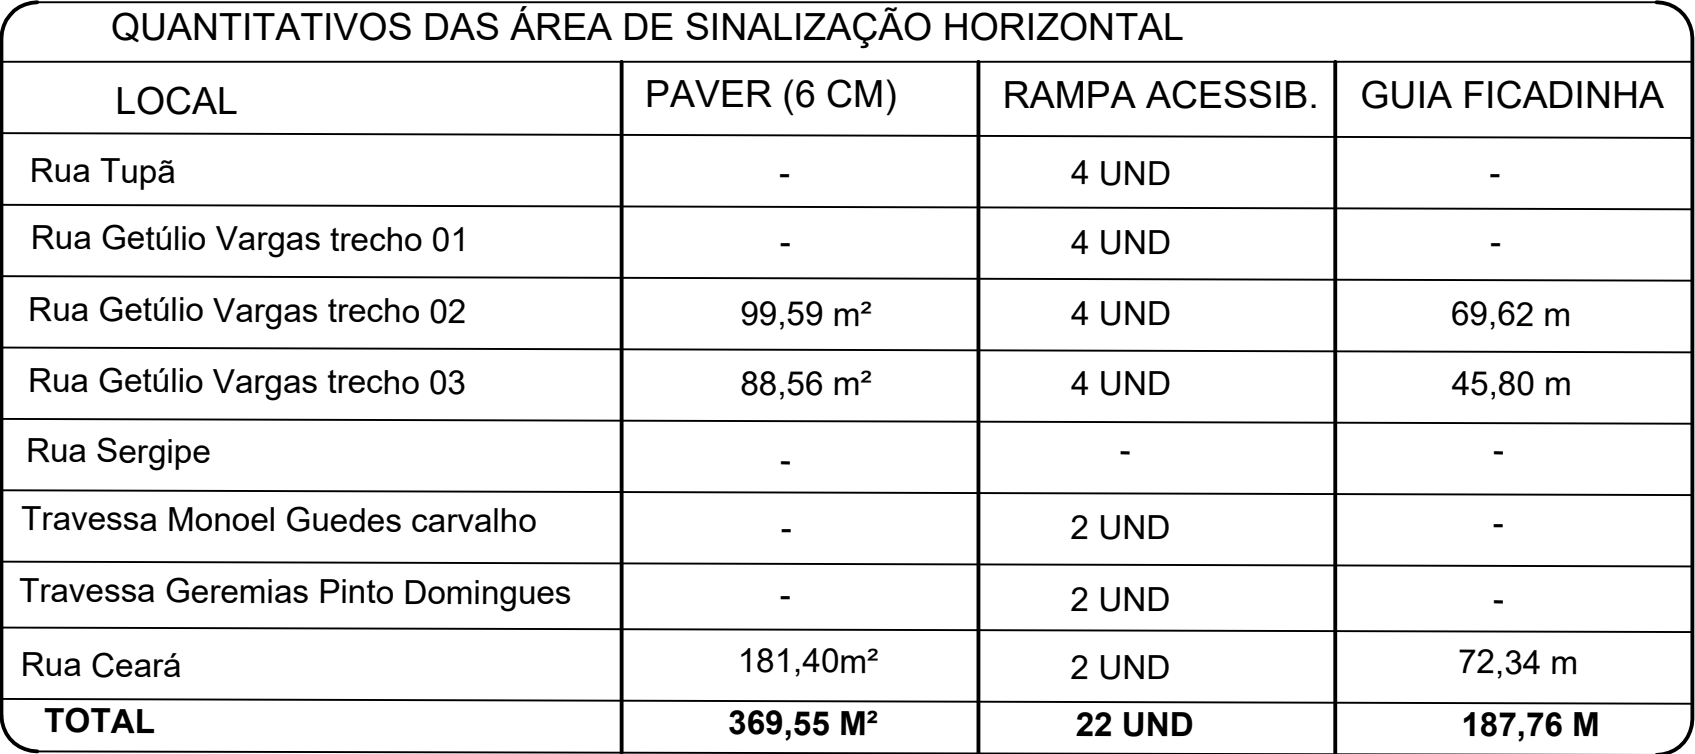 QUANTITATIVOS DAS ÁREA DE SINALIZAÇÃO HORIZONTAL
LOCAL PAVER (6 CM) RAMPA ACESSIB. GUIA FICADINHA
Rua Tupã - 4 UND -
Rua Getúlio Vargas trecho 01 - 4 UND -
Rua Getúlio Vargas trecho 02 99,59 m² 4 UND 69,62 m
Rua Getúlio Vargas trecho 03 88,56 m² 4 UND 45,80 m
Rua Sergipe - - -
Travessa Monoel Guedes carvalho - 2 UND -
Travessa Geremias Pinto Domingues - 2 UND -
Rua Ceará 181,40m² 2 UND 72,34 m
TOTAL 369,55 M² 22 UND 187,76 M